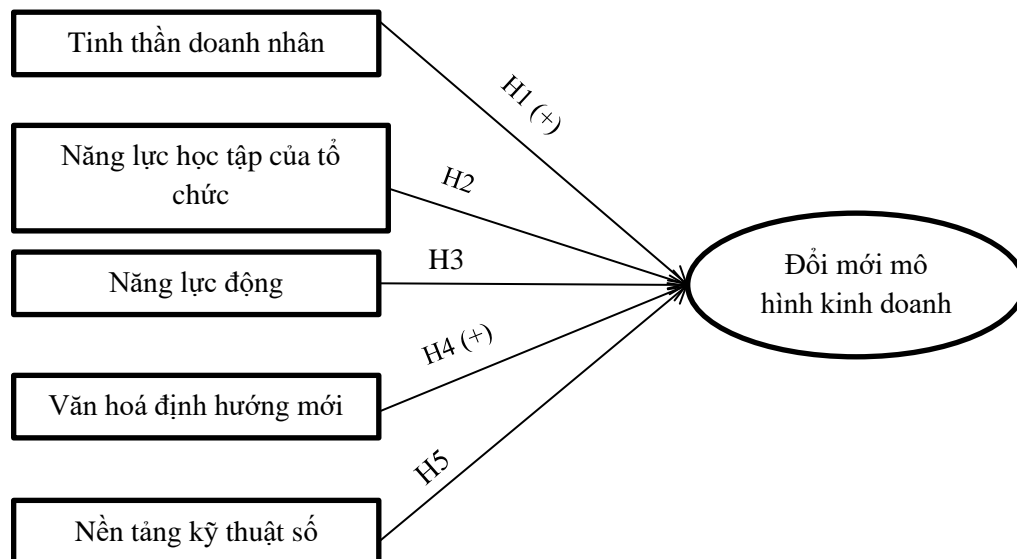 Tinh thần doanh nhân
H1 (+)
Năng lực học tập của tổ
chức
H2
Năng lực động
H3
Đổi mới mô
hình kinh doanh
H4 (+)
Văn hoá định hướng mới
H5
Nền tảng kỹ thuật số